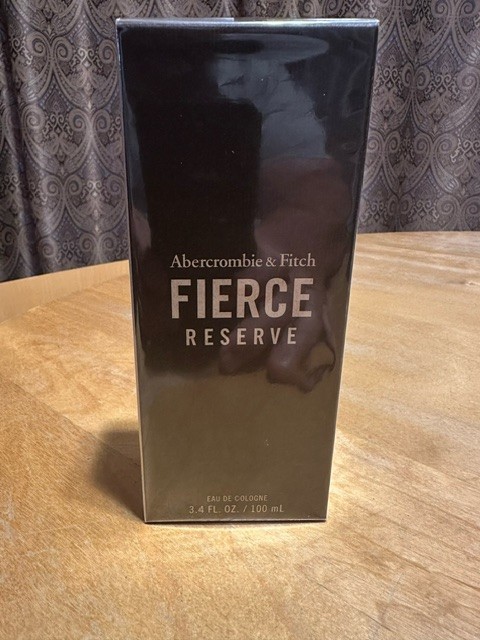 Abercrombie & Fitch
FIERCE
RESERVE
EAU DE COLOGNE
3.4 FL. OZ. / 100 mL